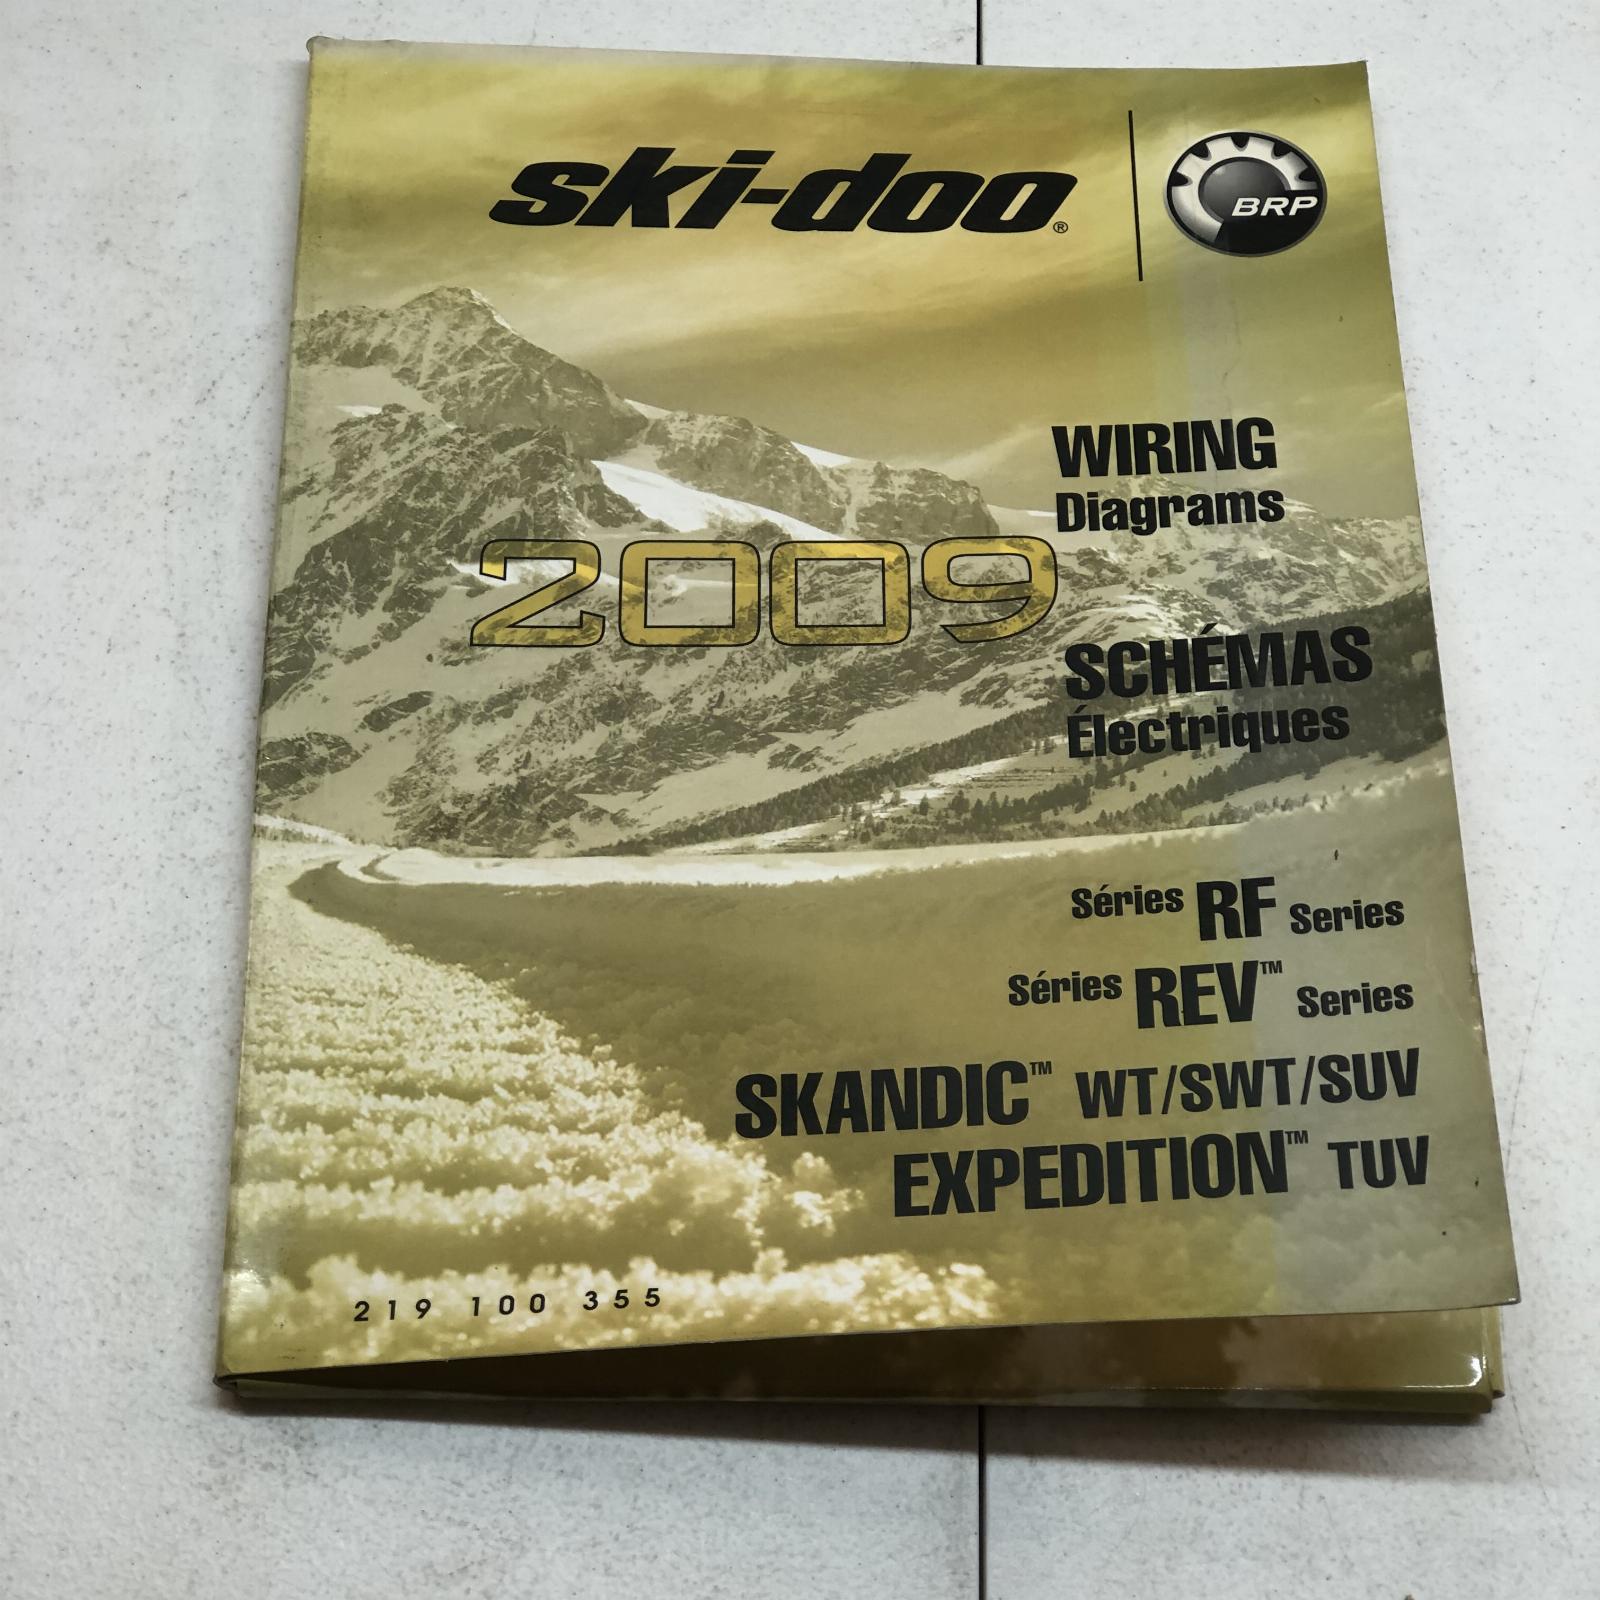 ski-doo®
BRP
WIRING
Diagrams
2009
SCHÉMAS
Électriques
Séries RF Series
Séries REV™ Series
SKANDIC™ WT/SWT/SUV
EXPEDITION™ TUV
219 100 355